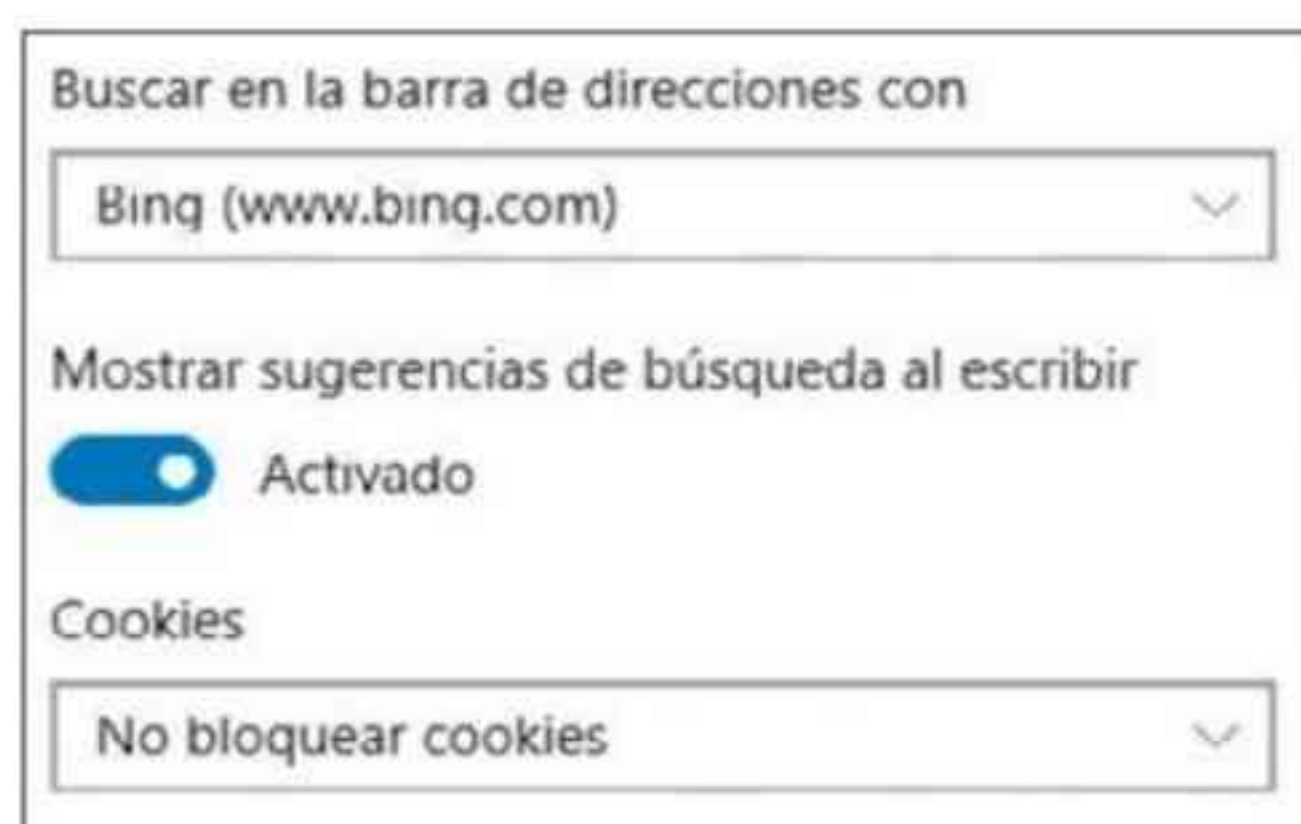 Buscar en la barra de direcciones con
Bing (www.bing.com)
Mostrar sugerencias de búsqueda al escribir
Activado
Cookies
No bloquear cookies